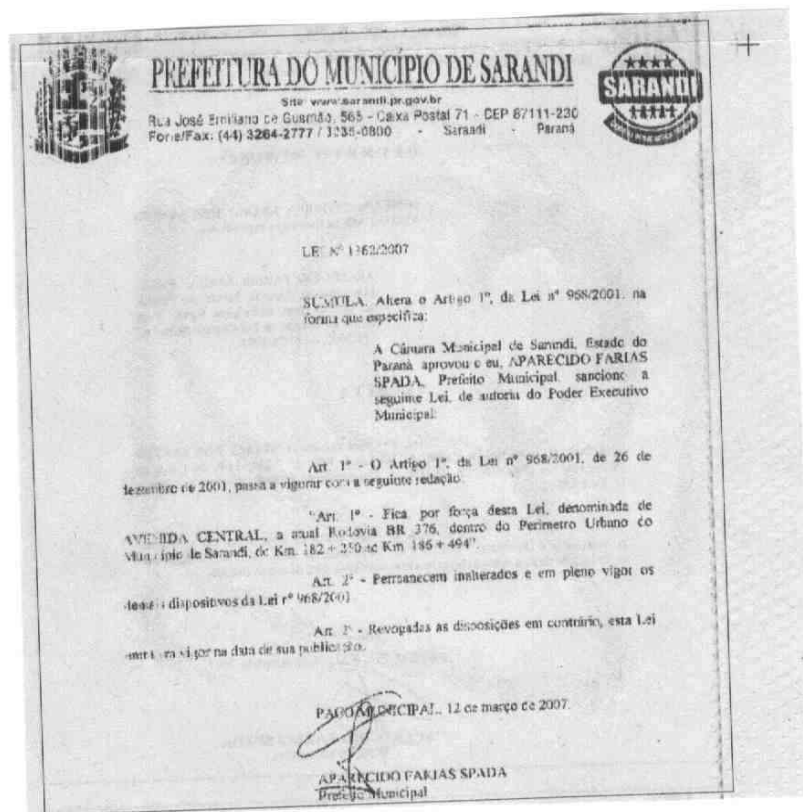 PREFEITURA DO MUNICIPIO DE SARANDI
Site: www.sarandi.pr.gov.br
Rua José Emiliano de Gusmão, 565 - Caixa Postal 71 - CEP 87111-230
Fone/Fax: (44) 3264-2777 / - Sarandi - Paraná
SARANDI
LEI Nº 1362/2007
SÚMULA: Altera o Artigo 1º, da Lei nº 968/2001, na
forma que especifica:
A Câmara Municipal de Sarandi, Estado do
Paraná aprovou e eu, APARECIDO FARIAS
SPADA, Prefeito Municipal, sanciono a
seguinte Lei, de autoria do Poder Executivo
Municipal:
Art. 1º - O Artigo 1º, da Lei nº 968/2001, de 26 de
dezembro de 2001, passa a vigorar com a seguinte redação:
"Art. 1º - Fica, por força desta Lei, denominada de
AVENIDA CENTRAL, a atual Rodovia BR 376, dentro do Perímetro Urbano do
Município de Sarandi, do Km. 182 + 350 ao Km 186 + 494".
Art. 2º - Permanecem inalterados e em pleno vigor os
demais dispositivos da Lei nº 968/2001
Art. - Revogadas as disposições em contrário, esta Lei
entra em vigor na data de sua publicação.
PAÇO MUNICIPAL, 12 de março de 2007.
APARECIDO FARIAS SPADA
Prefeito Municipal